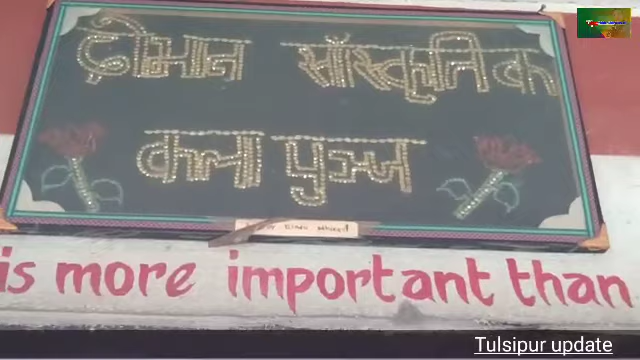 साँस्कृतिक
कला पुञ्ज
is more important than
Tulsipur update